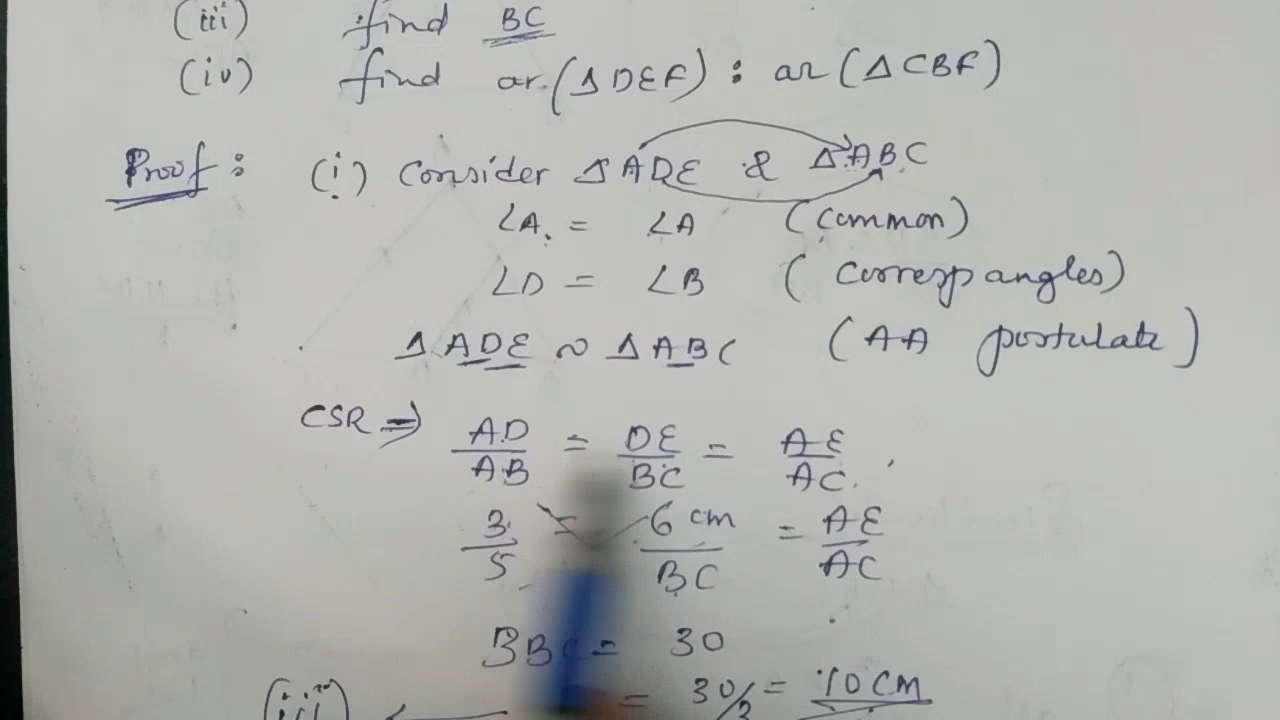 (iii) find BC
(iv) find ar.(ΔDEF) : ar(ΔCBF)
Proof : (i) Consider ΔADE & ΔABC
∠A = ∠A (common)
∠D = ∠B (corresp angles)
ΔADE ~ ΔABC (AA postulate)
CSR ⇒ AD/AB = DE/BC = AE/AC
3/5 = 6 cm/BC = AE/AC
3BC = 30
(iii) ← = 30/3 = 10 CM